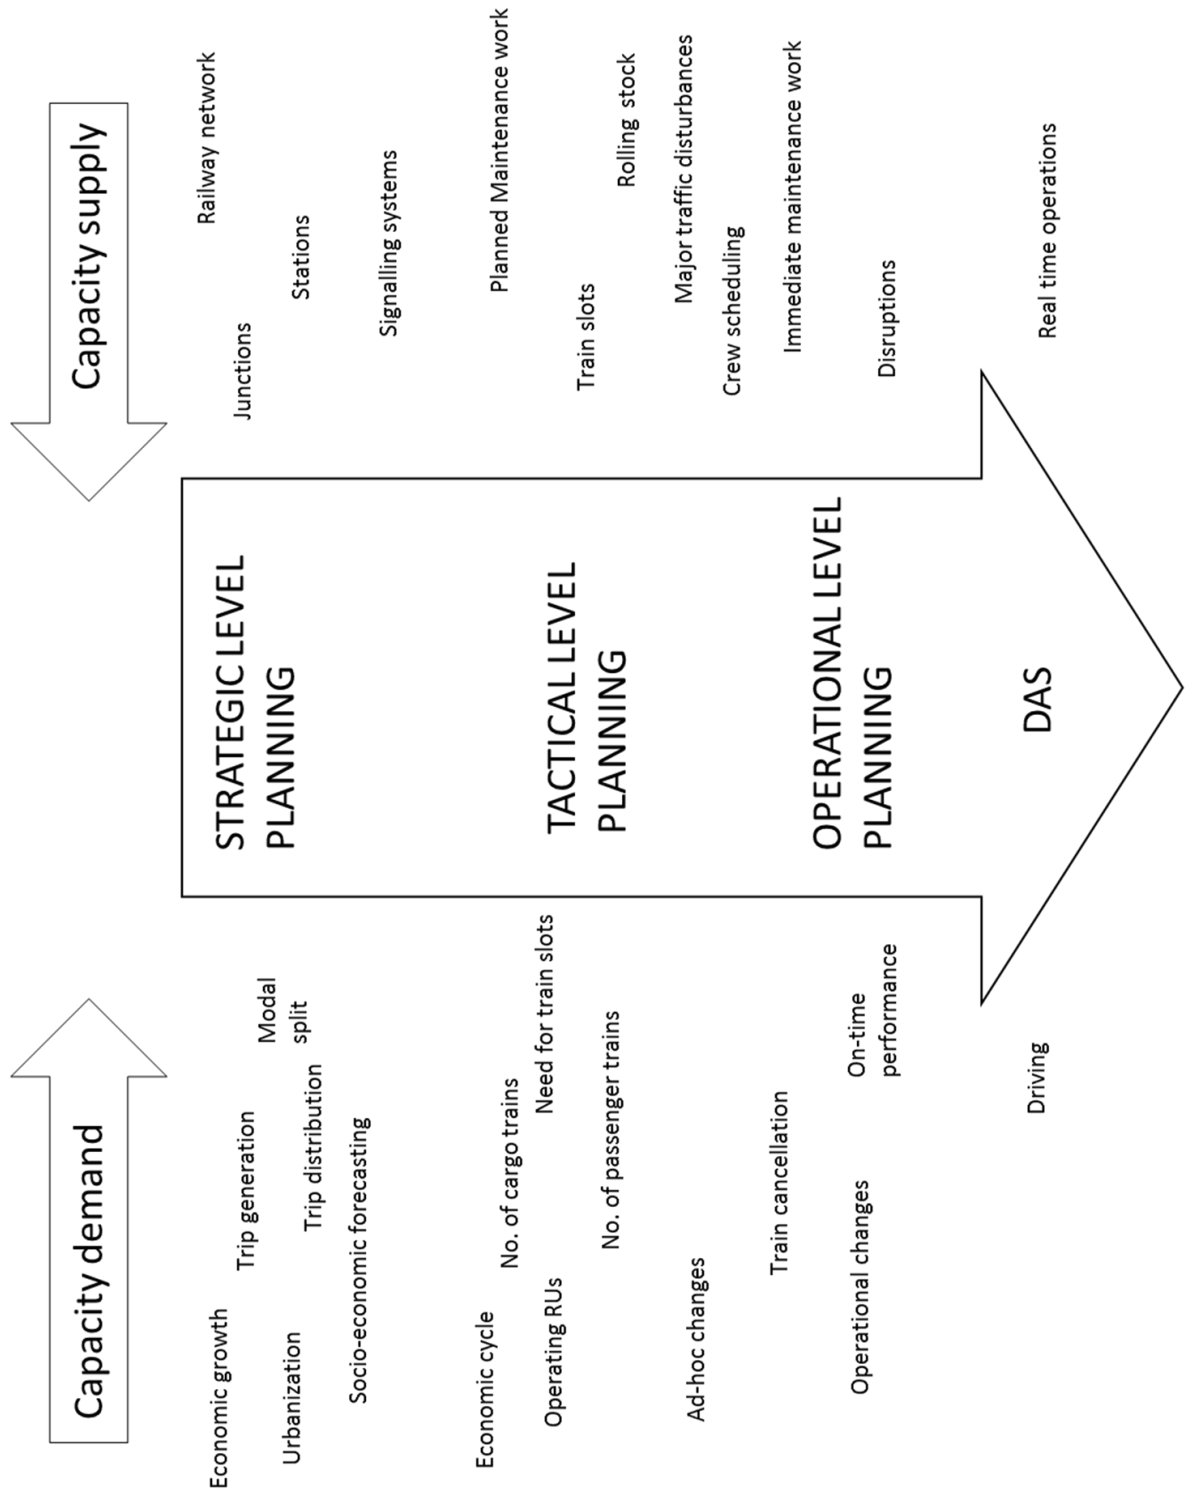 Capacity demand
Capacity supply
Economic growth
Trip generation
Modal
split
Urbanization
Trip distribution
Socio-economic forecasting
STRATEGIC LEVEL
PLANNING
Railway network
Junctions
Stations
Signalling systems
Economic cycle
No. of cargo trains
Need for train slots
Operating RUs
No. of passenger trains
TACTICAL LEVEL
PLANNING
Planned Maintenance work
Train slots
Rolling stock
Major traffic disturbances
Crew scheduling
Ad-hoc changes
Train cancellation
On-time
performance
Operational changes
OPERATIONAL LEVEL
PLANNING
Immediate maintenance work
Disruptions
Driving
DAS
Real time operations